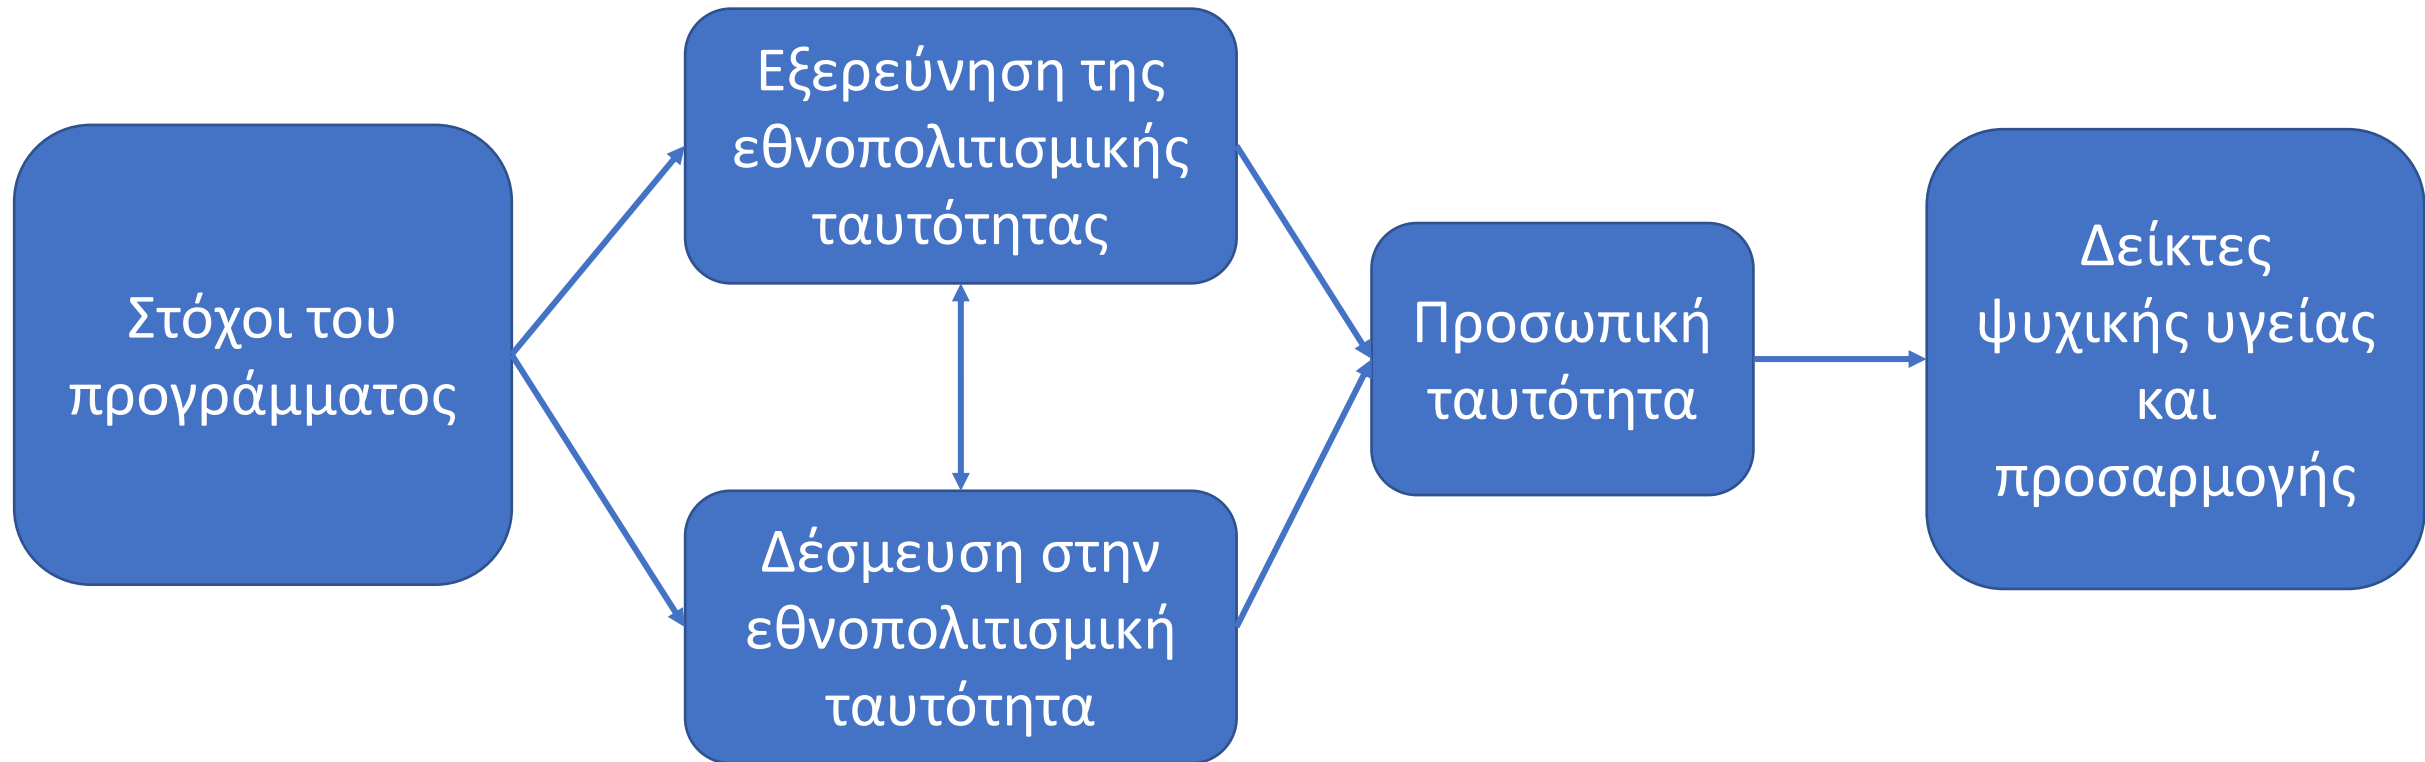 Στόχοι του
προγράμματος
Εξερεύνηση της
εθνοπολιτισμικής
ταυτότητας
Δέσμευση στην
εθνοπολιτισμική
ταυτότητα
Προσωπική
ταυτότητα
Δείκτες
ψυχικής υγείας
και
προσαρμογής